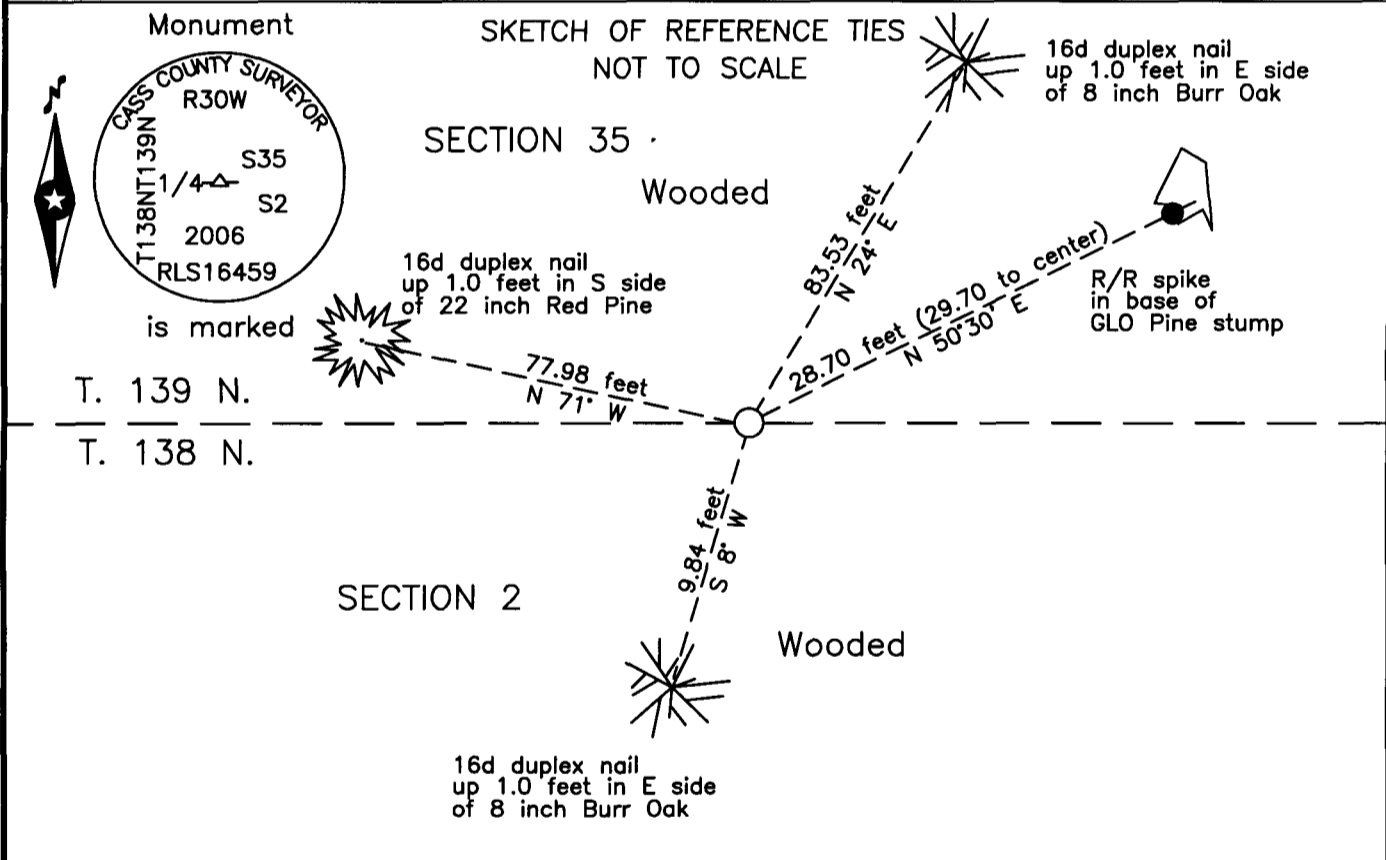 Monument
CASS COUNTY SURVEYOR
R30W
T138NT139N
S35
1/4
S2
2006
RLS16459
is marked
N
SKETCH OF REFERENCE TIES
NOT TO SCALE
16d duplex nail
up 1.0 feet in E side
of 8 inch Burr Oak
SECTION 35
Wooded
83.53 feet
N 24° E
28.70 feet (29.70 to center)
N 50°30' E
R/R spike
in base of
GLO Pine stump
16d duplex nail
up 1.0 feet in S side
of 22 inch Red Pine
77.98 feet
N 71° W
T. 139 N.
T. 138 N.
9.84 feet
S 8° W
SECTION 2
Wooded
16d duplex nail
up 1.0 feet in E side
of 8 inch Burr Oak